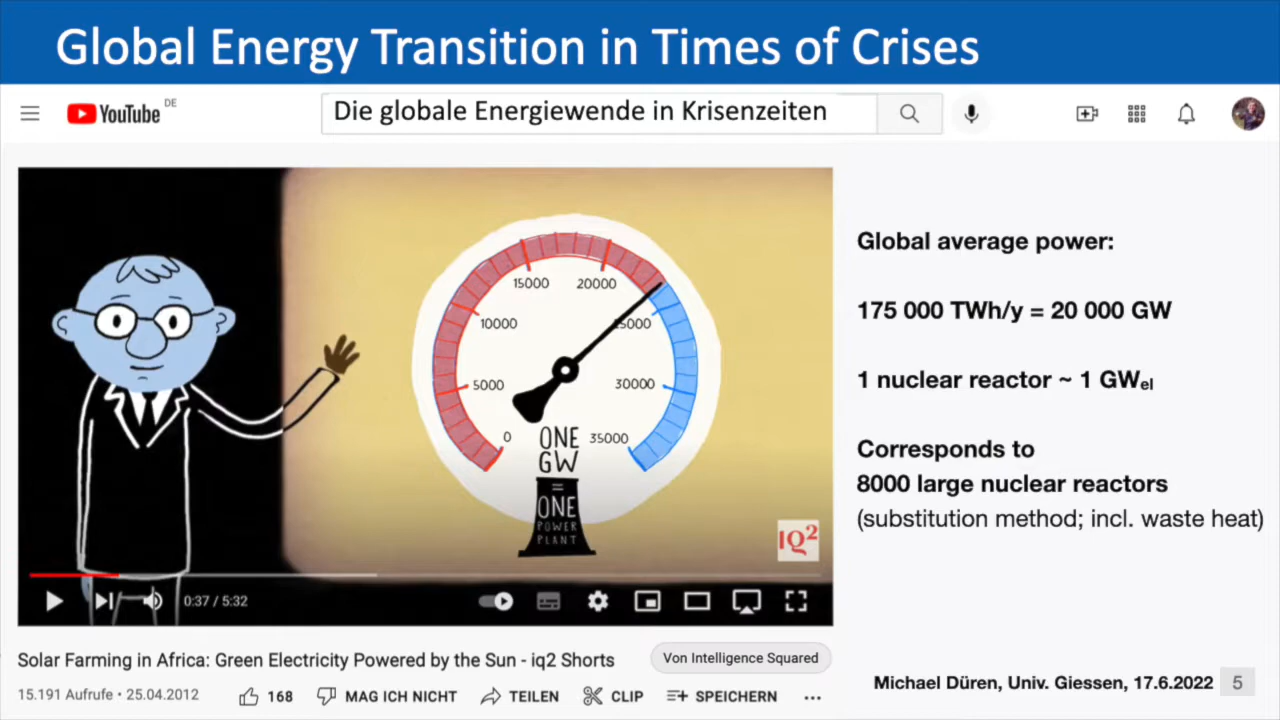 Global Energy Transition in Times of Crises
YouTube DE
Die globale Energiewende in Krisenzeiten
Global average power:
175 000 TWh/y = 20 000 GW
1 nuclear reactor ~ 1 GWel
Corresponds to
8000 large nuclear reactors
(substitution method; incl. waste heat)
15000 20000
10000 25000
5000 30000
0 35000
ONE
GW
=
ONE
POWER
PLANT
IQ2
0:37 / 5:32
Solar Farming in Africa: Green Electricity Powered by the Sun - iq2 Shorts
Von Intelligence Squared
15.191 Aufrufe • 25.04.2012
168 MAG ICH NICHT TEILEN CLIP SPEICHERN
Michael Düren, Univ. Giessen, 17.6.2022 5